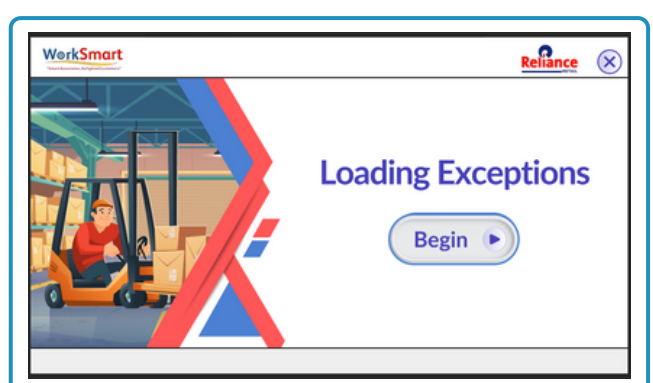 WorkSmart
Reliance
RETAIL
Loading Exceptions
Begin